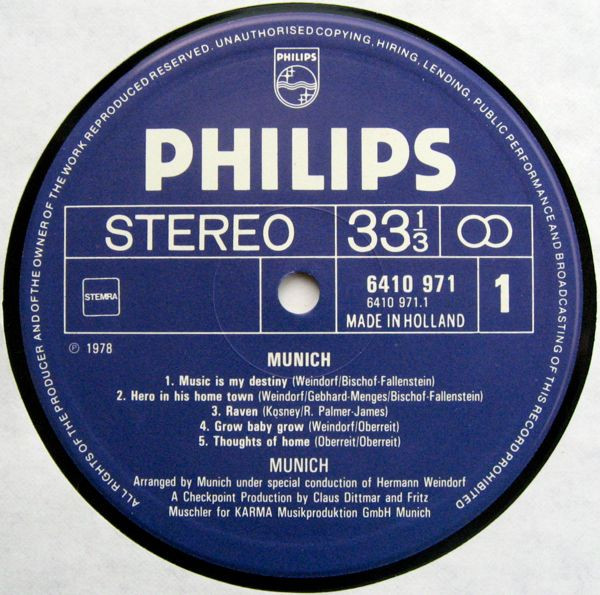 ALL RIGHTS OF THE PRODUCER AND OF THE OWNER OF THE WORK REPRODUCED RESERVED. UNAUTHORISED COPYING, HIRING, LENDING, PUBLIC PERFORMANCE AND BROADCASTING OF THIS RECORD PROHIBITED
PHILIPS
PHILIPS
STEREO
33 1/3
STEMRA
6410 971
6410 971.1
MADE IN HOLLAND
1
℗ 1978
MUNICH
1. Music is my destiny (Weindorf/Bischof-Fallenstein)
2. Hero in his home town (Weindorf/Gebhard-Menges/Bischof-Fallenstein)
3. Raven (Kosney/R. Palmer-James)
4. Grow baby grow (Weindorf/Oberreit)
5. Thoughts of home (Oberreit/Oberreit)
MUNICH
Arranged by Munich under special conduction of Hermann Weindorf
A Checkpoint Production by Claus Dittmar and Fritz
Muschler for KARMA Musikproduktion GmbH Munich